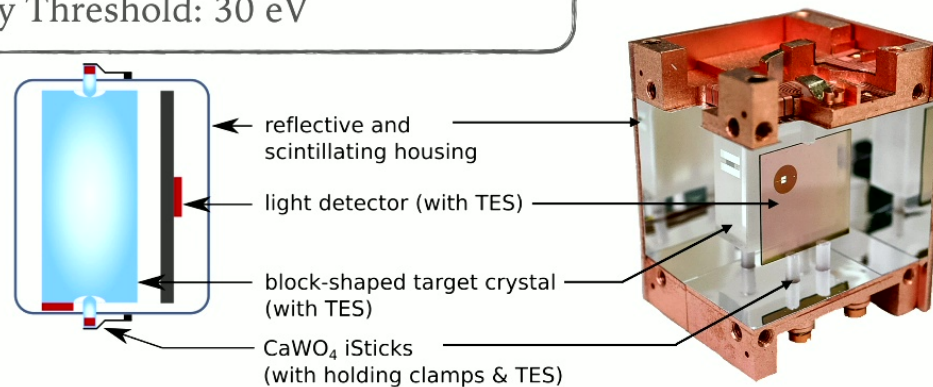 y Threshold: 30 eV
reflective and
scintillating housing
light detector (with TES)
block-shaped target crystal
(with TES)
CaWO₄ iSticks
(with holding clamps & TES)